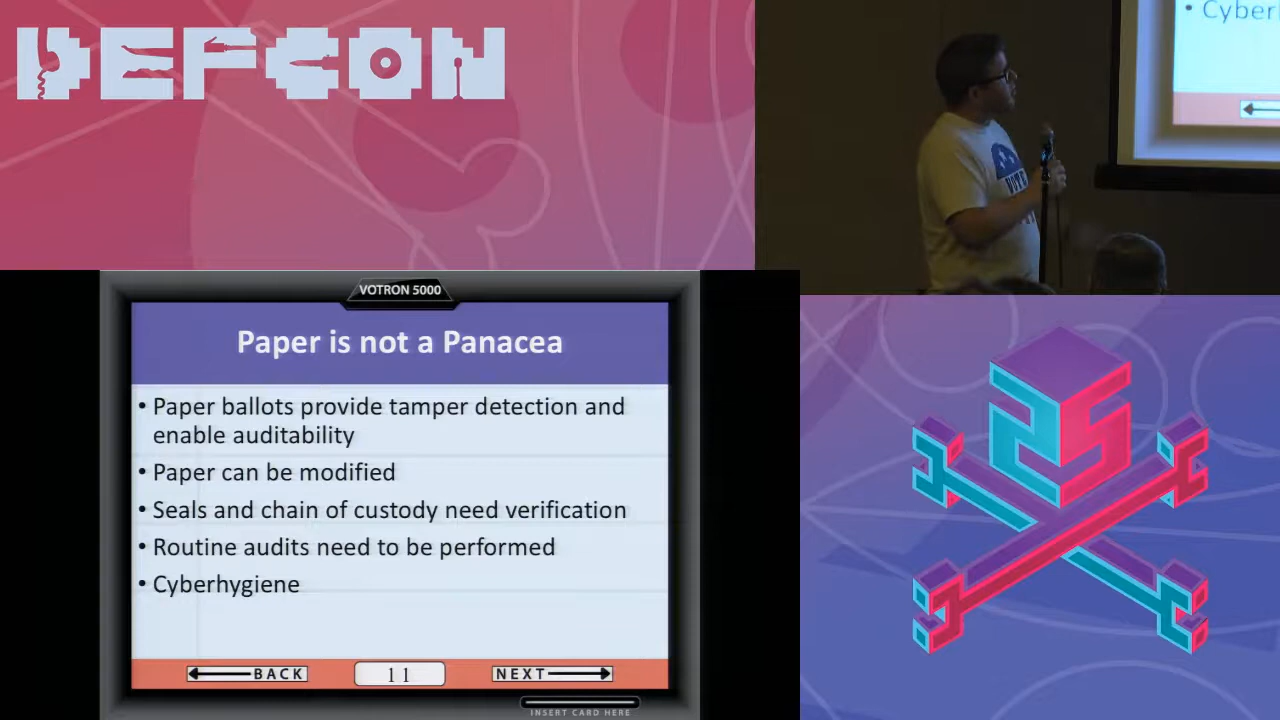 DEFCON
• Cyber
VOTE
VOTRON 5000
Paper is not a Panacea
• Paper ballots provide tamper detection and
enable auditability
• Paper can be modified
• Seals and chain of custody need verification
• Routine audits need to be performed
• Cyberhygiene
BACK
11
NEXT
INSERT CARD HERE
25